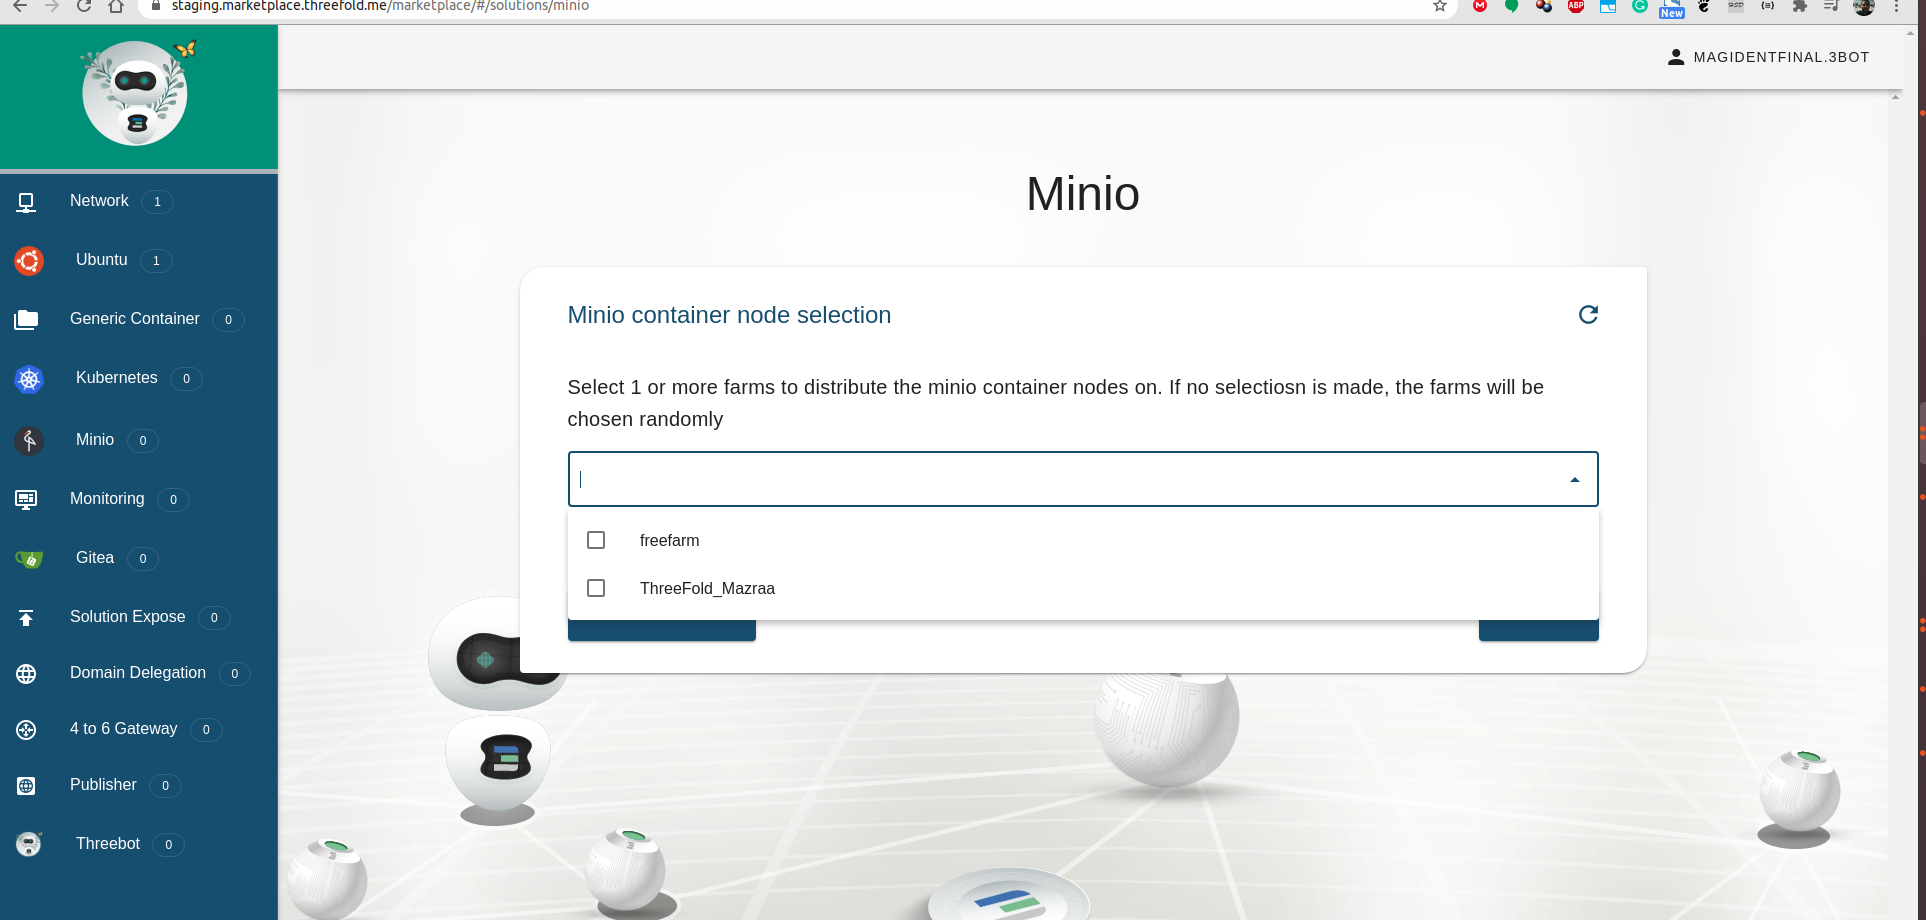 staging.marketplace.threefold.me/marketplace/#/solutions/minio
ABP
New
HSD
MAGIDENTFINAL.3BOT
Network 1
Ubuntu 1
Generic Container 0
Kubernetes 0
Minio 0
Monitoring 0
Gitea 0
Solution Expose 0
Domain Delegation 0
4 to 6 Gateway 0
Publisher 0
Threebot 0
Minio
Minio container node selection
Select 1 or more farms to distribute the minio container nodes on. If no selectiosn is made, the farms will be
chosen randomly
freefarm
ThreeFold_Mazraa